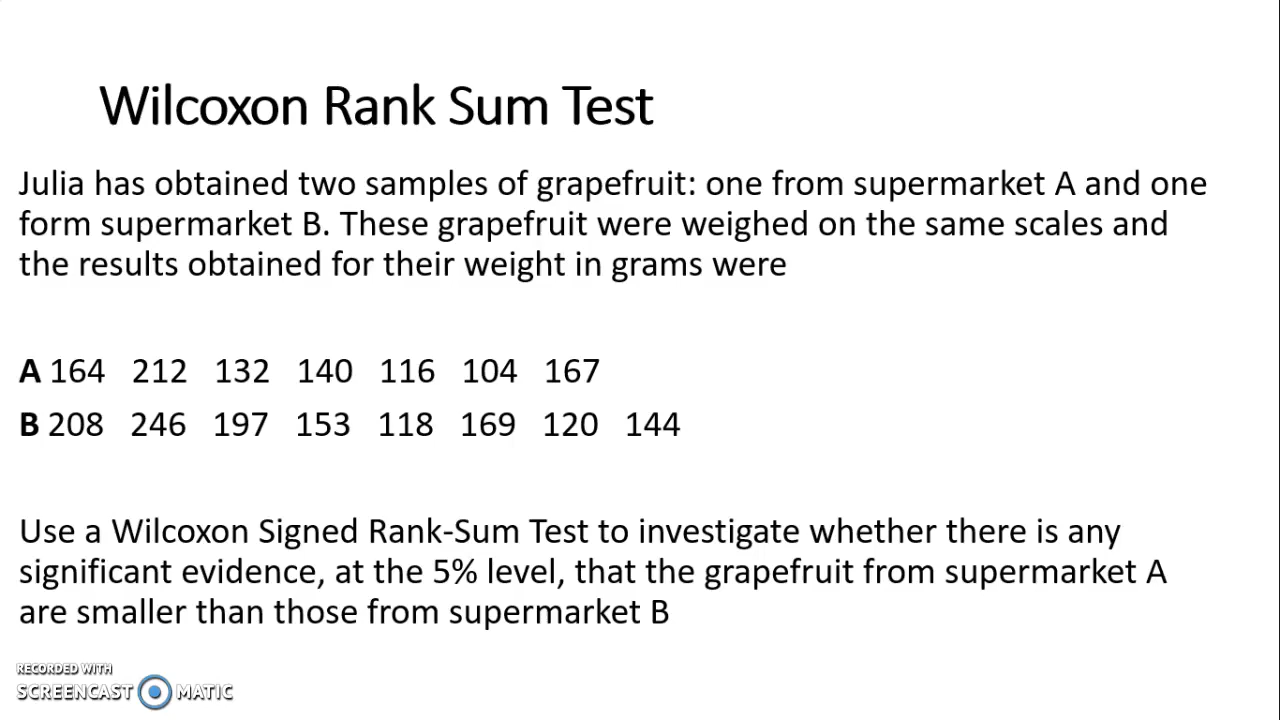 Wilcoxon Rank Sum Test
Julia has obtained two samples of grapefruit: one from supermarket A and one
form supermarket B. These grapefruit were weighed on the same scales and
the results obtained for their weight in grams were
A 164 212 132 140 116 104 167
B 208 246 197 153 118 169 120 144
Use a Wilcoxon Signed Rank-Sum Test to investigate whether there is any
significant evidence, at the 5% level, that the grapefruit from supermarket A
are smaller than those from supermarket B
RECORDED WITH
SCREENCAST MATIC